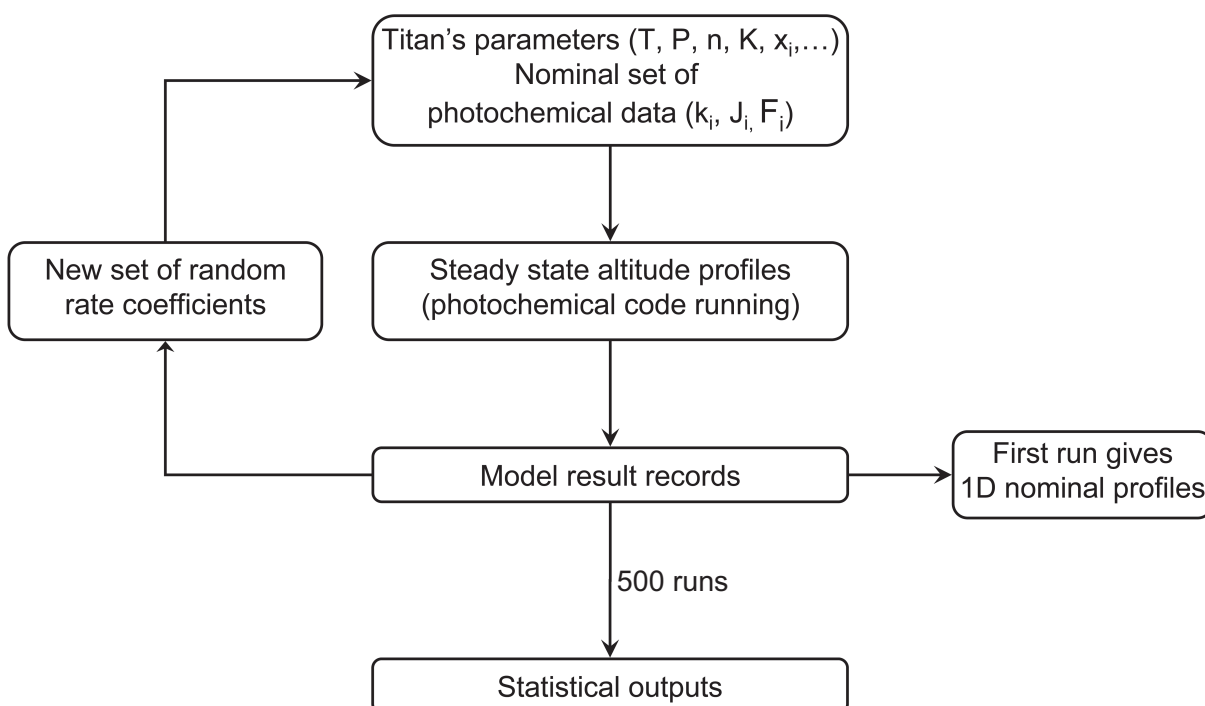 Titan's parameters (T, P, n, K, xi,...)
Nominal set of
photochemical data (ki, Ji, Fi)
New set of random
rate coefficients
Steady state altitude profiles
(photochemical code running)
Model result records
First run gives
1D nominal profiles
500 runs
Statistical outputs